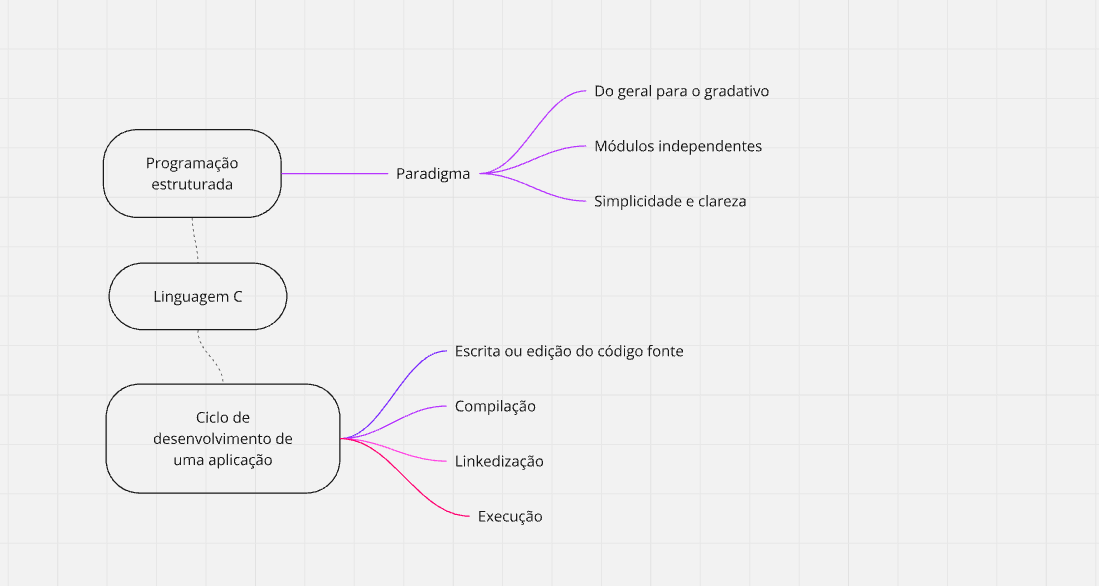 Programação
estruturada
Paradigma
Do geral para o gradativo
Módulos independentes
Simplicidade e clareza
Linguagem C
Ciclo de
desenvolvimento de
uma aplicação
Escrita ou edição do código fonte
Compilação
Linkedização
Execução